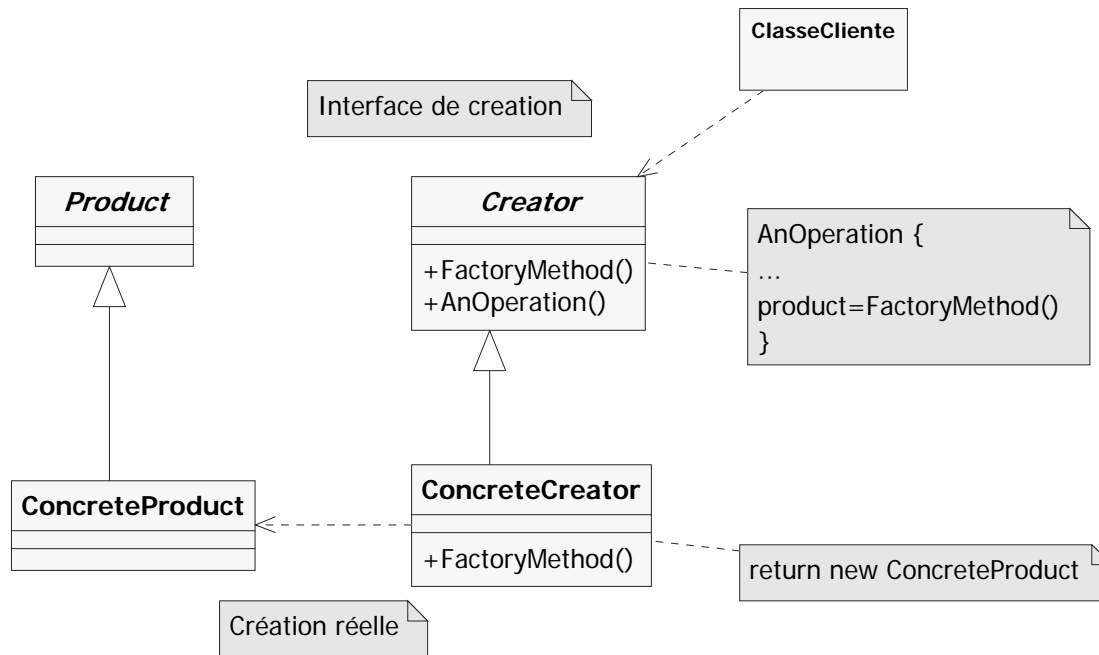 ClasseCliente
Interface de creation
Product
Creator
+FactoryMethod()
+AnOperation()
AnOperation {
...
product=FactoryMethod()
}
ConcreteProduct
ConcreteCreator
+FactoryMethod()
return new ConcreteProduct
Création réelle